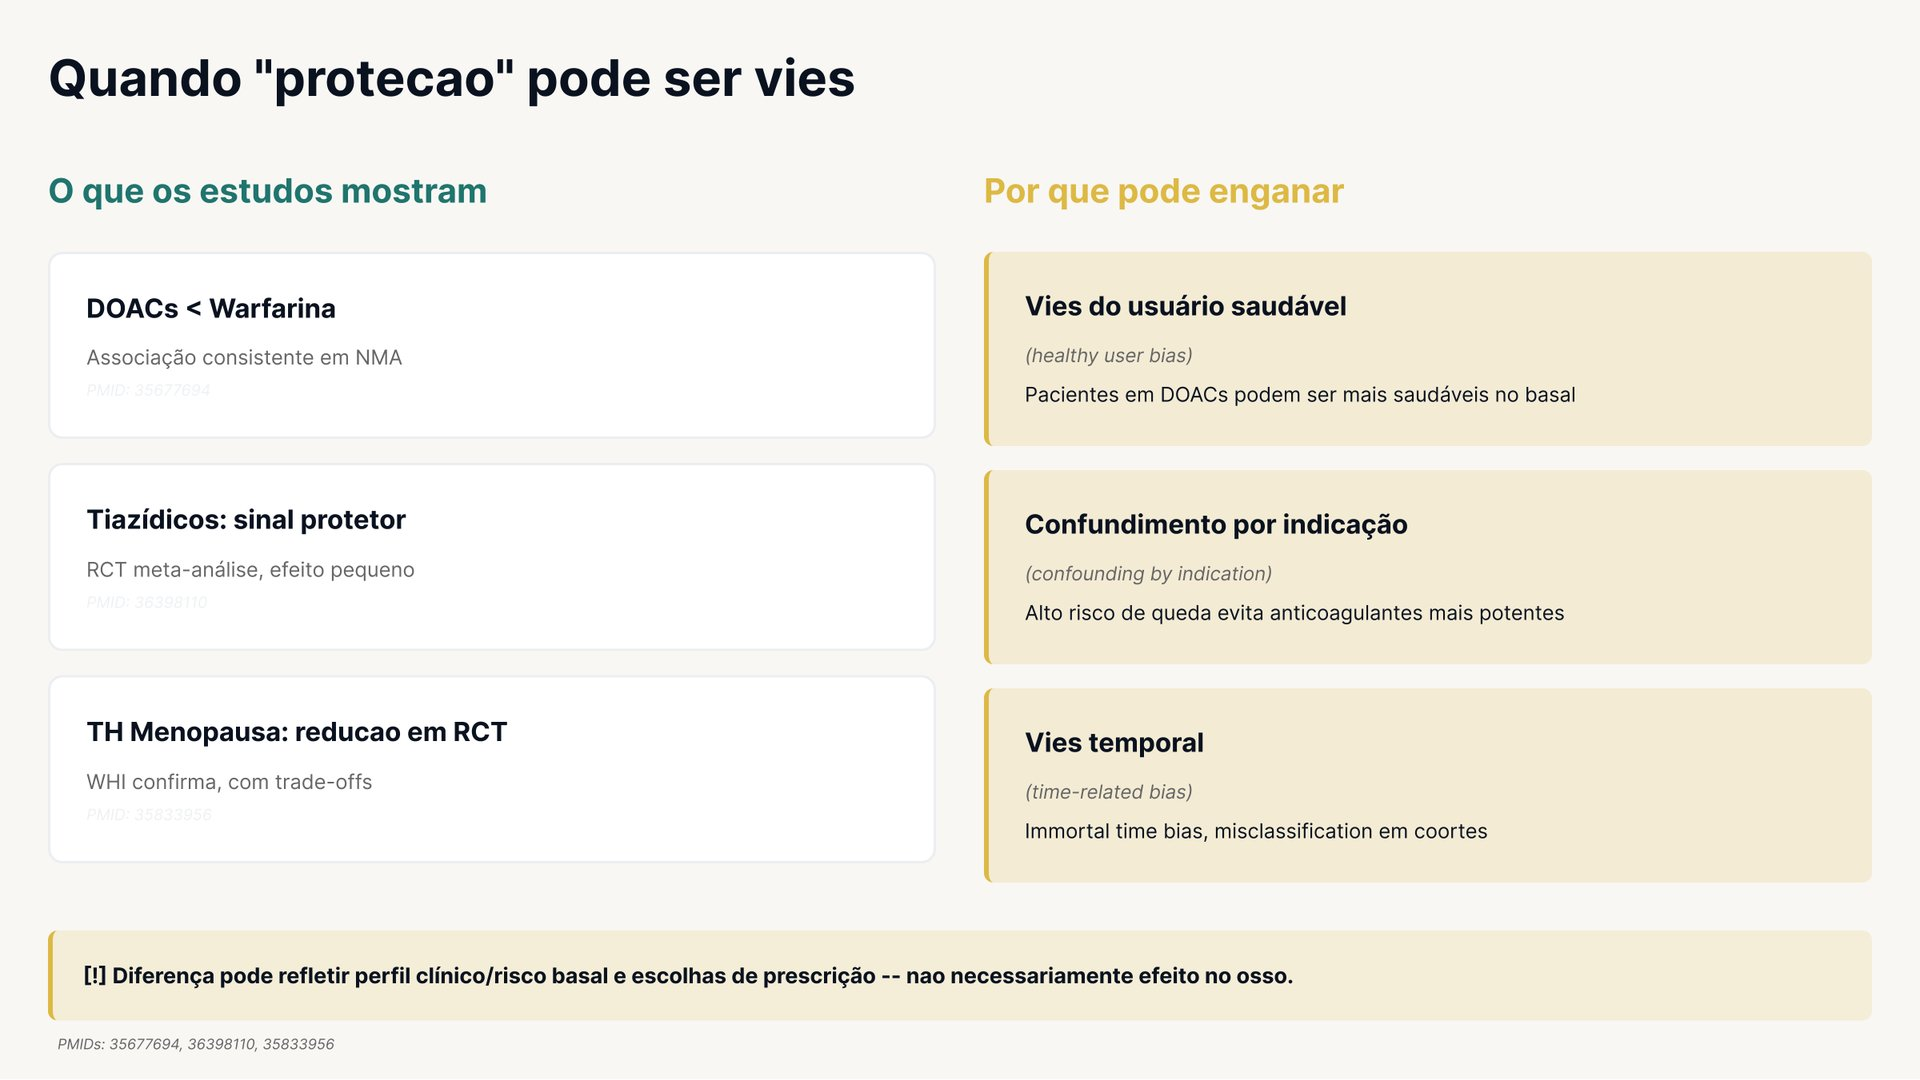 Quando "protecao" pode ser vies
O que os estudos mostram
DOACs < Warfarina
Associação consistente em NMA
PMID: 35677694
Tiazídicos: sinal protetor
RCT meta-análise, efeito pequeno
PMID: 36398110
TH Menopausa: reducao em RCT
WHI confirma, com trade-offs
PMID: 35833956
Por que pode enganar
Vies do usuário saudável
(healthy user bias)
Pacientes em DOACs podem ser mais saudáveis no basal
Confundimento por indicação
(confounding by indication)
Alto risco de queda evita anticoagulantes mais potentes
Vies temporal
(time-related bias)
Immortal time bias, misclassification em coortes
[!] Diferença pode refletir perfil clínico/risco basal e escolhas de prescrição -- nao necessariamente efeito no osso.
PMIDs: 35677694, 36398110, 35833956